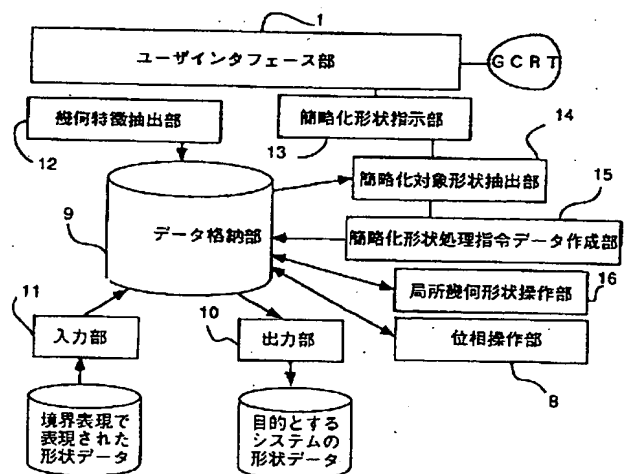 1
ユーザインタフェース部
GCRT
幾何特徴抽出部
12
簡略化形状指示部
13
14
簡略化対象形状抽出部
15
9
データ格納部
簡略化形状処理指令データ作成部
局所幾何形状操作部
16
11
入力部
10
出力部
位相操作部
8
境界表現で
表現された
形状データ
目的とする
システムの
形状データ